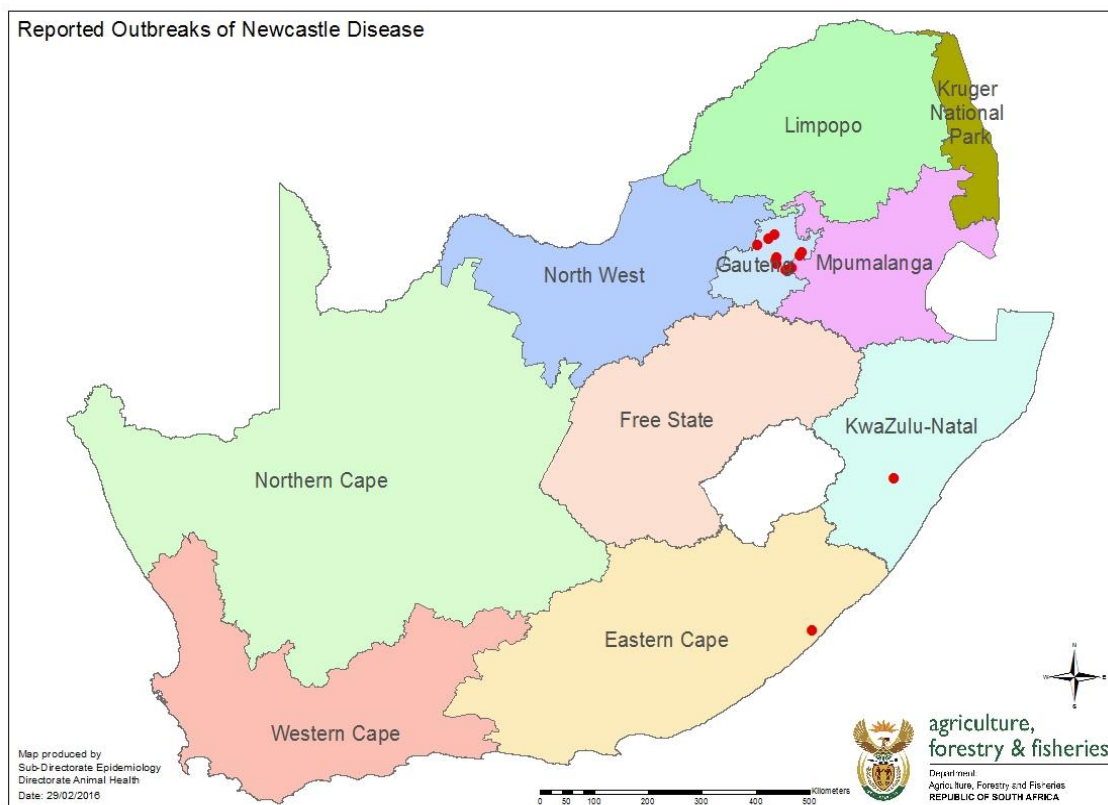 Reported Outbreaks of Newcastle Disease
Kruger
National
Park
Limpopo
North West
Gauteng
Mpumalanga
Free State
KwaZulu-Natal
Northern Cape
Eastern Cape
Western Cape
N
W
E
S
Map produced by
Sub-Directorate Epidemiology
Directorate Animal Health
Date: 29/02/2016
0 50 100 200 300 400 500
Kilometers
agriculture,
forestry & fisheries
Department:
Agriculture, Forestry and Fisheries
REPUBLIC OF SOUTH AFRICA